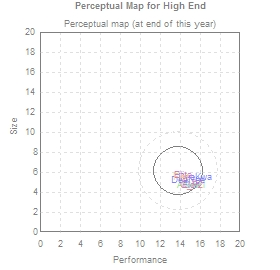 Perceptual Map for High End
Perceptual map (at end of this year)
20
18
16
14
12
10
8
6
4
2
0
Size
0 2 4 6 8 10 12 14 16 18 20
Performance